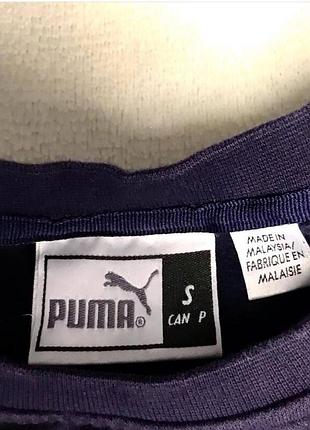 PUMA®
S
CAN P
MADE IN
MALAYSIA/
FABRIQUE EN
MALAISIE